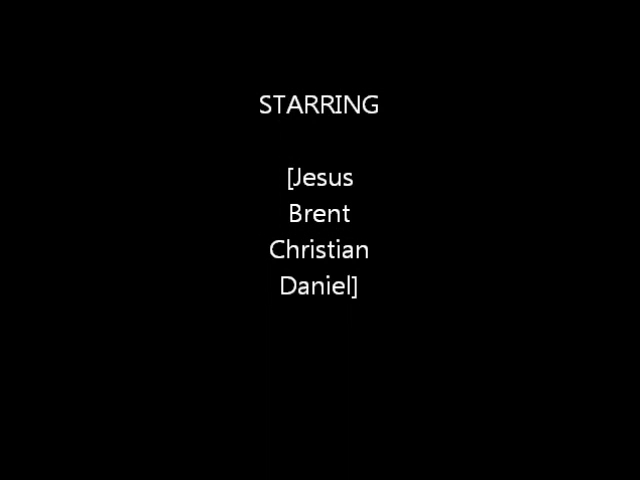 STARRING
[Jesus
Brent
Christian
Daniel]